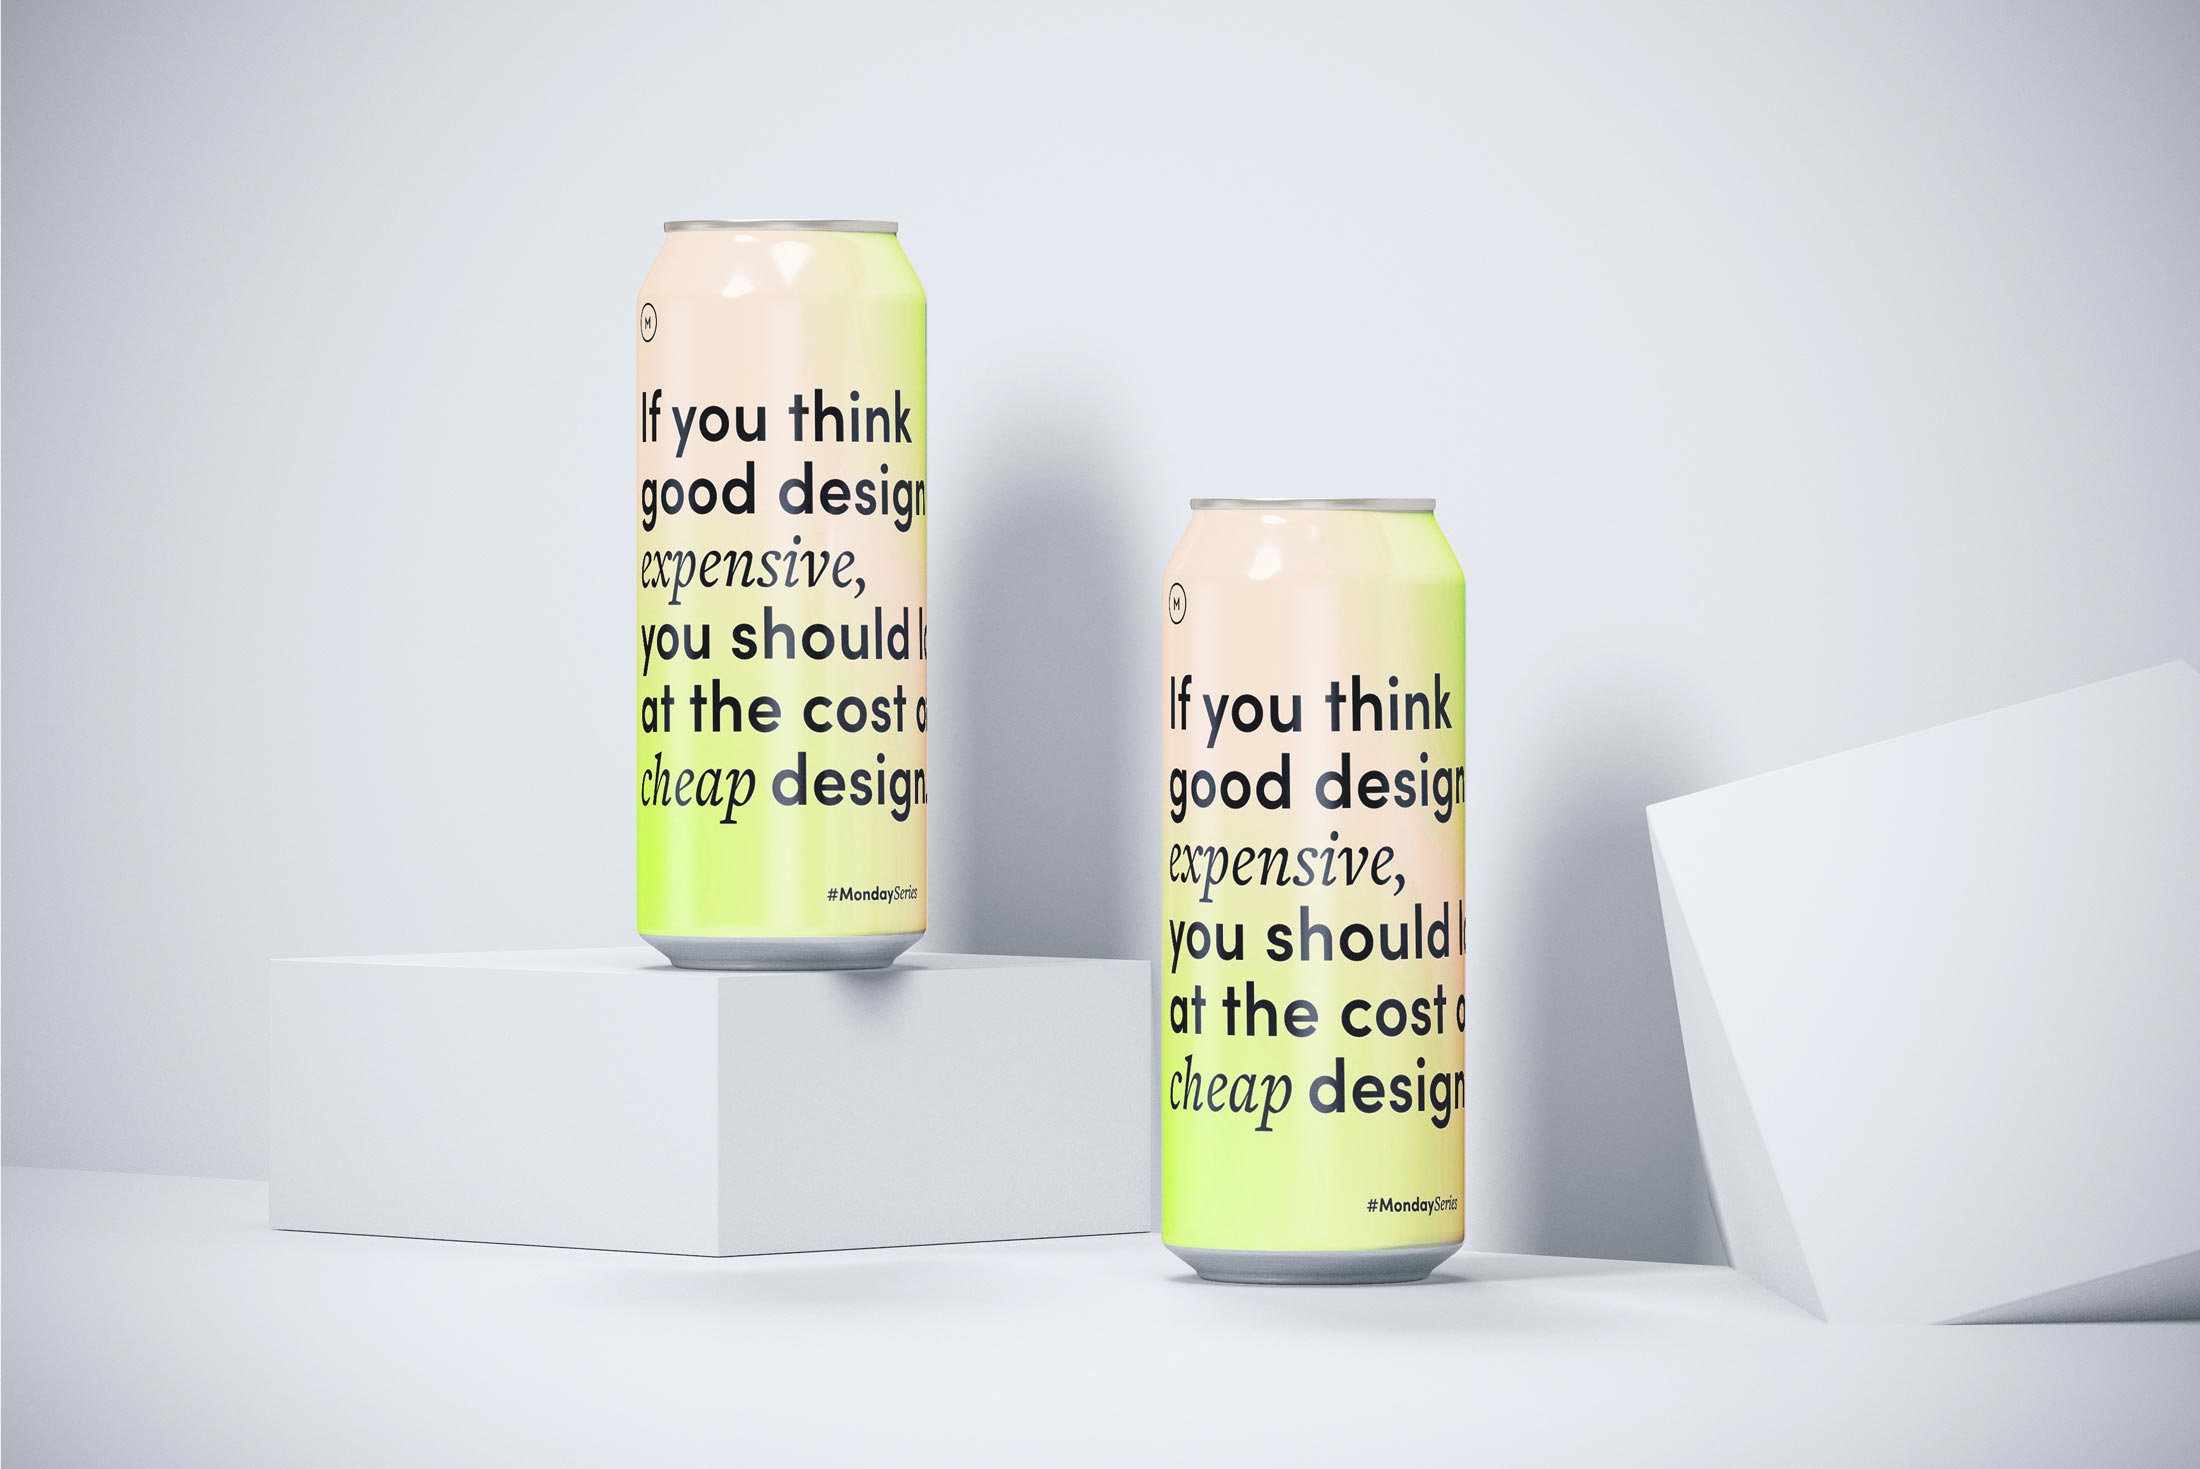 M
If you think
good design
expensive,
you should l
at the cost o
cheap design.
#MondaySeries
M
If you think
good design
expensive,
you should l
at the cost
cheap design
#MondaySeries